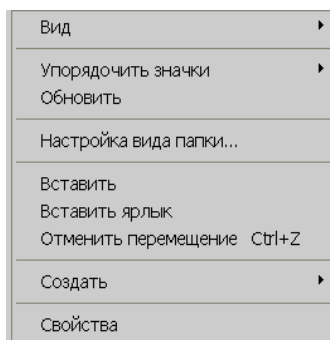 Вид
Упорядочить значки
Обновить
Настройка вида папки...
Вставить
Вставить ярлык
Отменить перемещение Ctrl+Z
Создать
Свойства